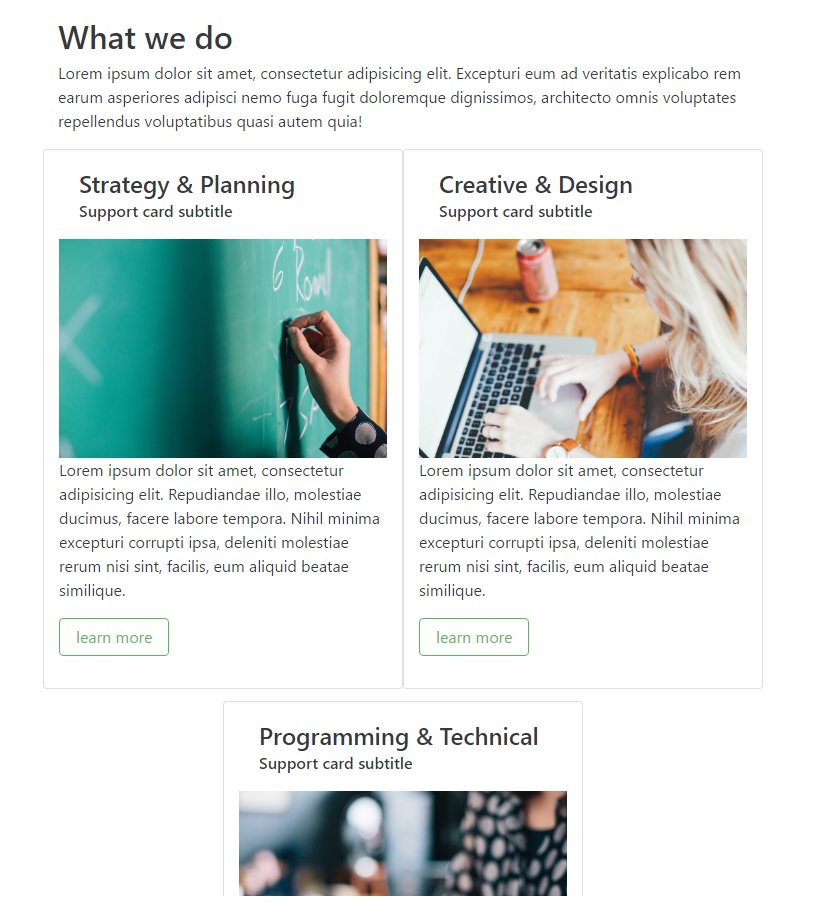 What we do
Lorem ipsum dolor sit amet, consectetur adipisicing elit. Excepturi eum ad veritatis explicabo rem
earum asperiores adipisci nemo fuga fugit doloremque dignissimos, architecto omnis voluptates
repellendus voluptatibus quasi autem quia!
Strategy & Planning
Support card subtitle
6 Round
Lorem ipsum dolor sit amet, consectetur
adipisicing elit. Repudiandae illo, molestiae
ducimus, facere labore tempora. Nihil minima
excepturi corrupti ipsa, deleniti molestiae
rerum nisi sint, facilis, eum aliquid beatae
similique.
learn more
Creative & Design
Support card subtitle
Lorem ipsum dolor sit amet, consectetur
adipisicing elit. Repudiandae illo, molestiae
ducimus, facere labore tempora. Nihil minima
excepturi corrupti ipsa, deleniti molestiae
rerum nisi sint, facilis, eum aliquid beatae
similique.
learn more
Programming & Technical
Support card subtitle